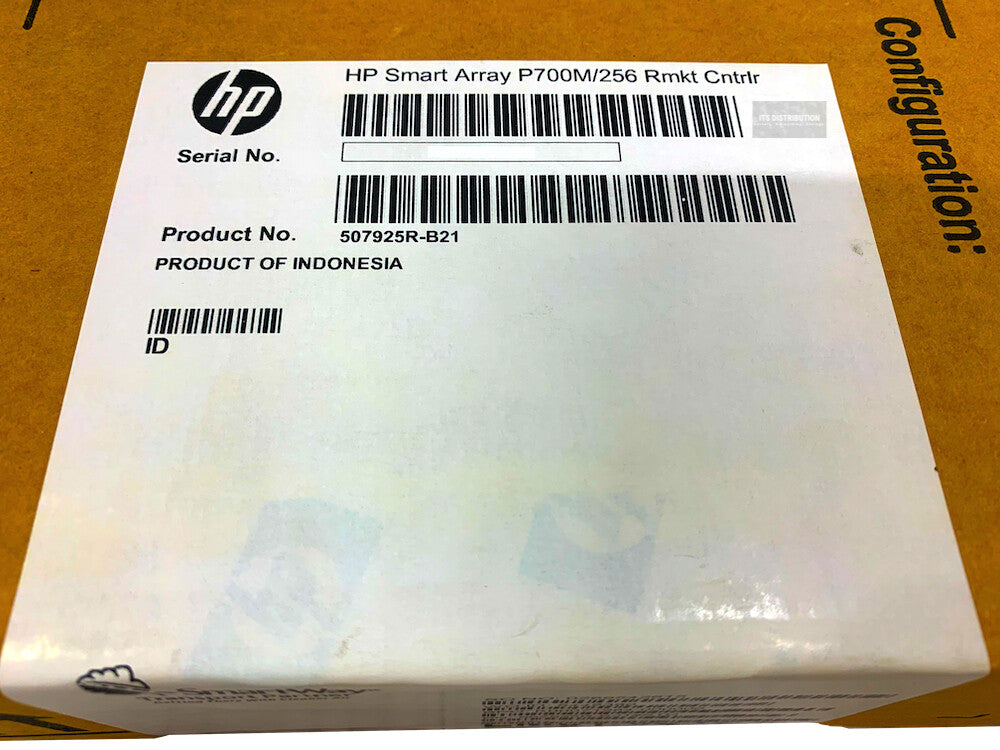 hp
HP Smart Array P700M/256 Rmkt Cntrlr
ITS DISTRIBUTION
Serial No.
Product No. 507925R-B21
PRODUCT OF INDONESIA
ID
Configuration:
SmartWay